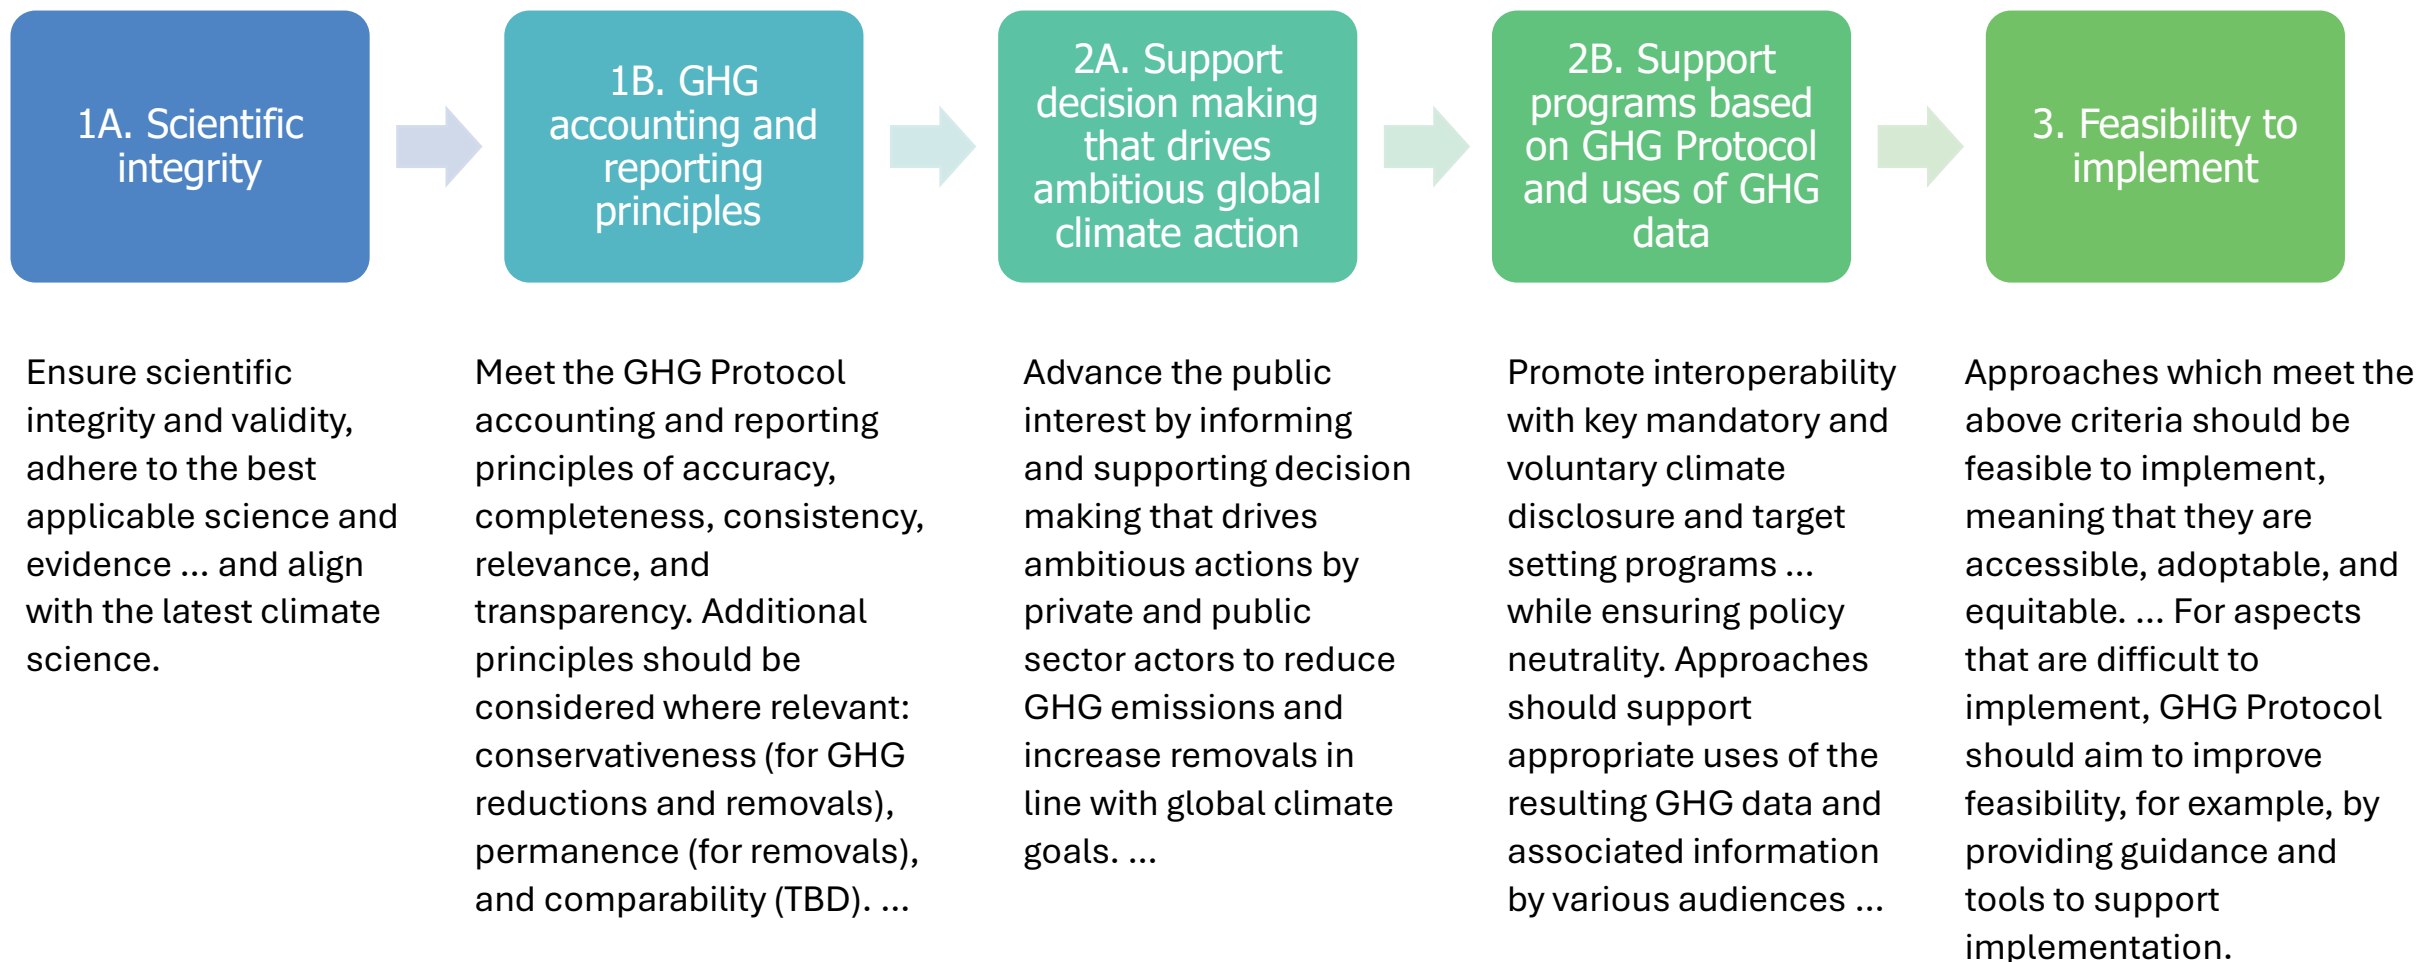 1A. Scientific
integrity
1B. GHG
accounting and
reporting
principles
2A. Support
decision making
that drives
ambitious global
climate action
2B. Support
programs based
on GHG Protocol
and uses of GHG
data
3. Feasibility to
implement
Ensure scientific
integrity and validity,
adhere to the best
applicable science and
evidence ... and align
with the latest climate
science.
Meet the GHG Protocol
accounting and reporting
principles of accuracy,
completeness, consistency,
relevance, and
transparency. Additional
principles should be
considered where relevant:
conservativeness (for GHG
reductions and removals),
permanence (for removals),
and comparability (TBD). ...
Advance the public
interest by informing
and supporting decision
making that drives
ambitious actions by
private and public
sector actors to reduce
GHG emissions and
increase removals in
line with global climate
goals. ...
Promote interoperability
with key mandatory and
voluntary climate
disclosure and target
setting programs ...
while ensuring policy
neutrality. Approaches
should support
appropriate uses of the
resulting GHG data and
associated information
by various audiences ...
Approaches which meet the
above criteria should be
feasible to implement,
meaning that they are
accessible, adoptable, and
equitable. ... For aspects
that are difficult to
implement, GHG Protocol
should aim to improve
feasibility, for example, by
providing guidance and
tools to support
implementation.